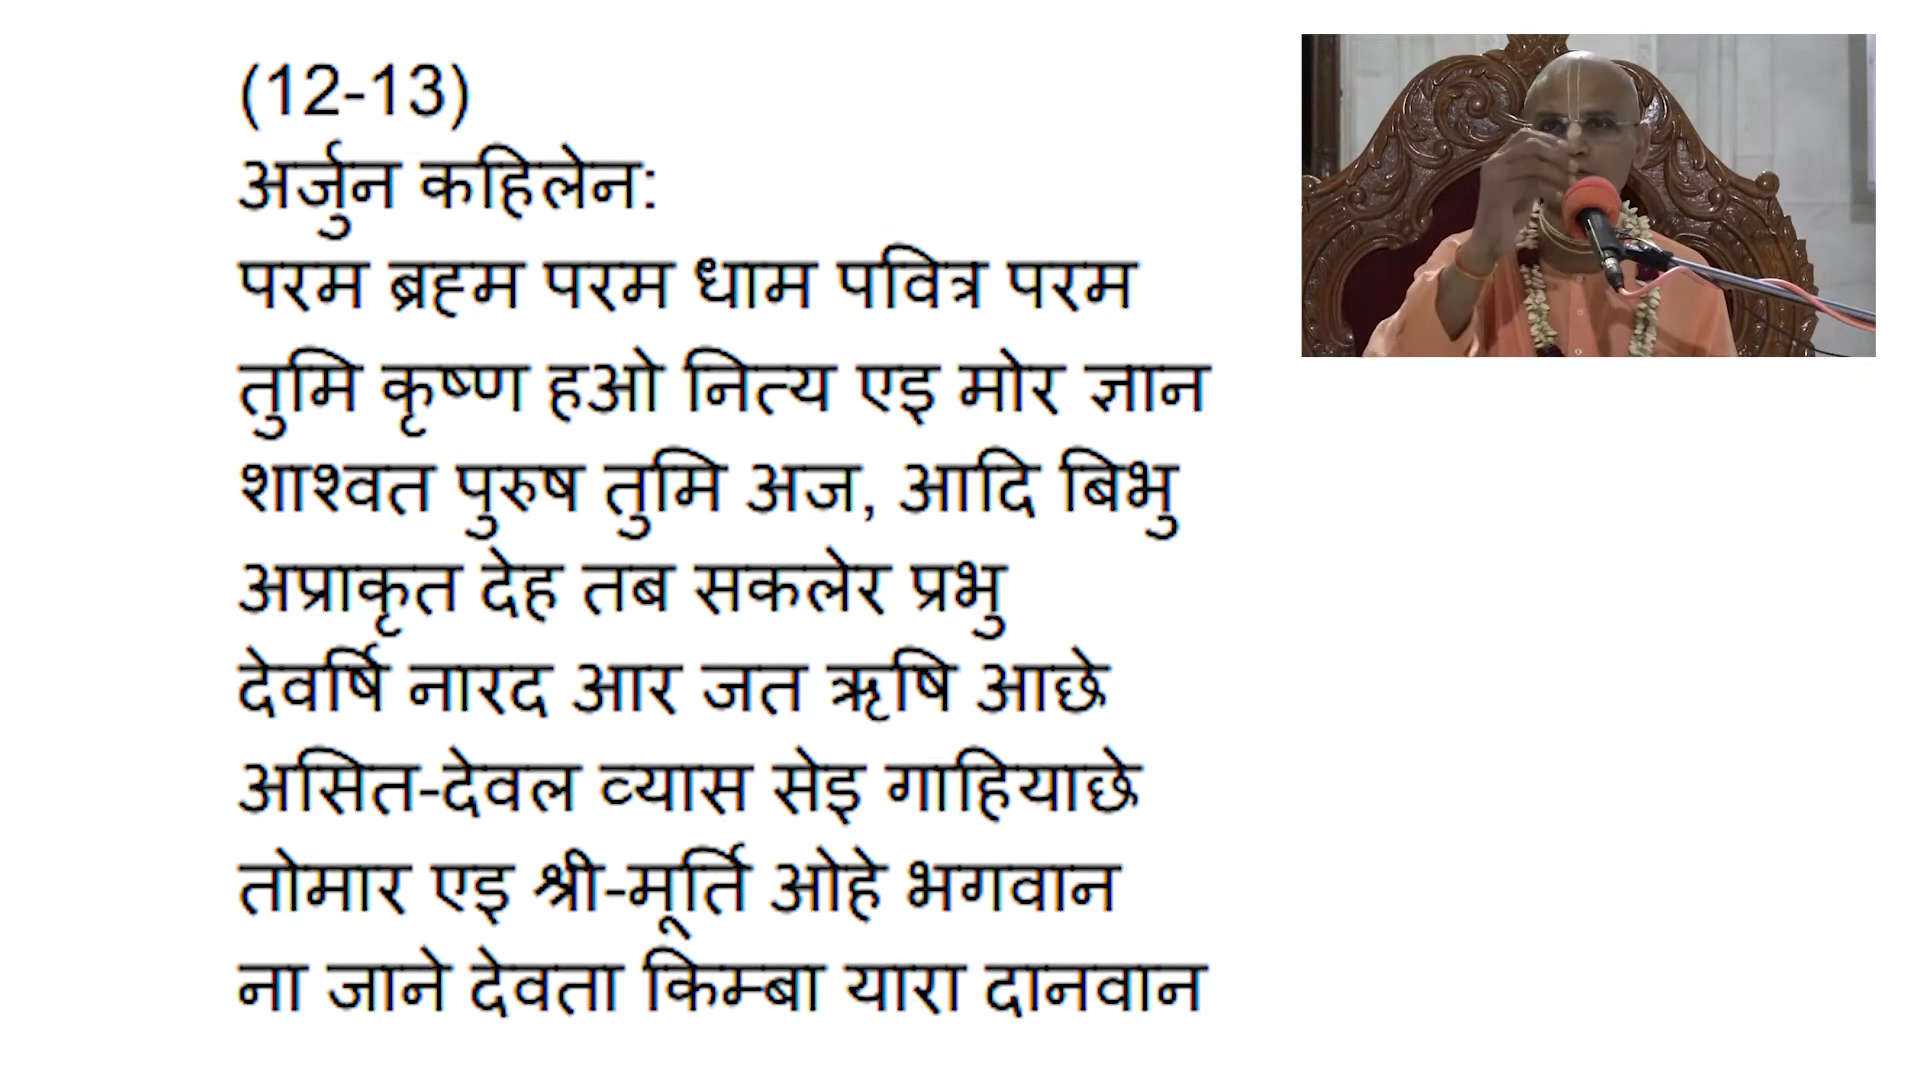 (12-13)
अर्जुन कहिलेन:
परम ब्रह्म परम धाम पवित्र परम
तुमि कृष्ण हओ नित्य एइ मोर ज्ञान
शाश्वत पुरुष तुमि अज, आदि बिभु
अप्राकृत देह तब सकलेर प्रभु
देवर्षि नारद आर जत ऋषि आछे
असित-देवल व्यास सेइ गाहियाछे
तोमार एइ श्री-मूर्ति ओहे भगवान
ना जाने देवता किम्बा यारा दानवान